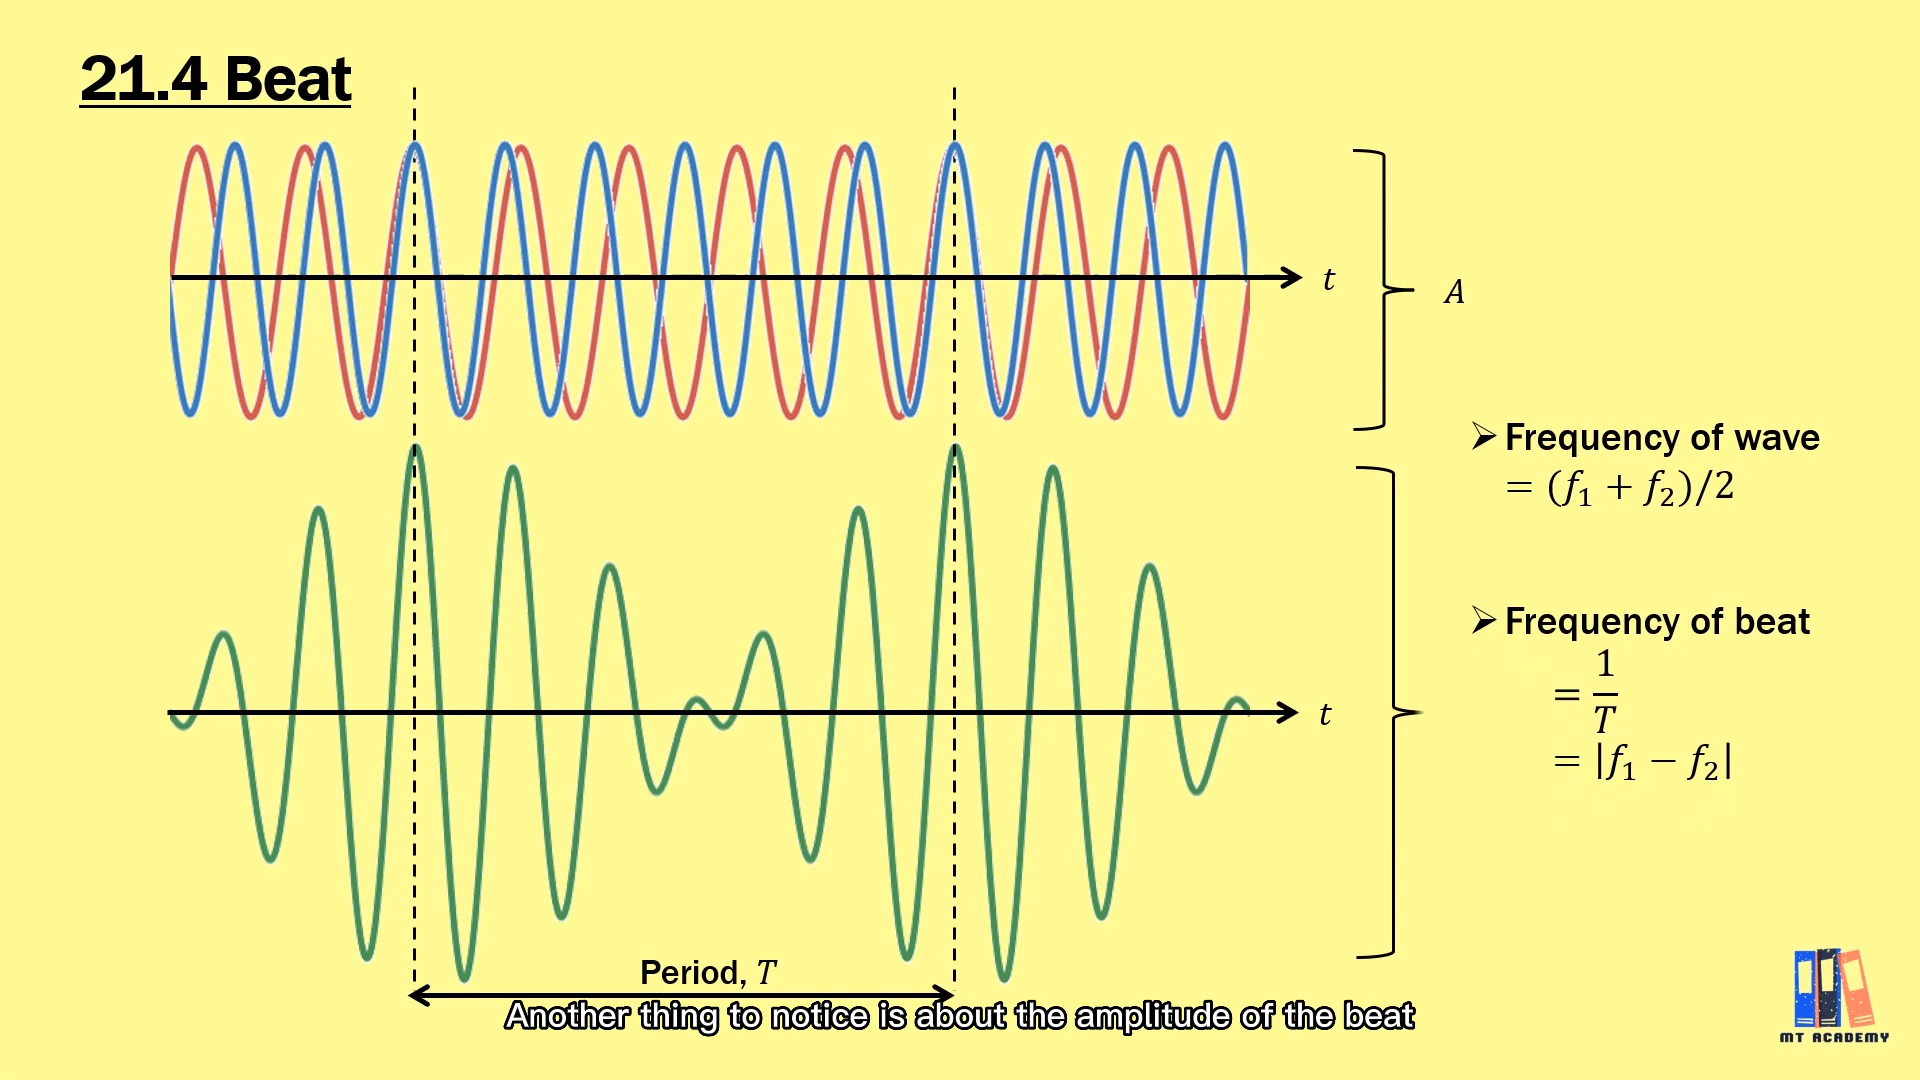 21.4 Beat
t
A
➢ Frequency of wave
= (f₁ + f₂)/2
➢ Frequency of beat
= 1/T
= |f₁ − f₂|
t
Period, T
Another thing to notice is about the amplitude of the beat
MT ACADEMY